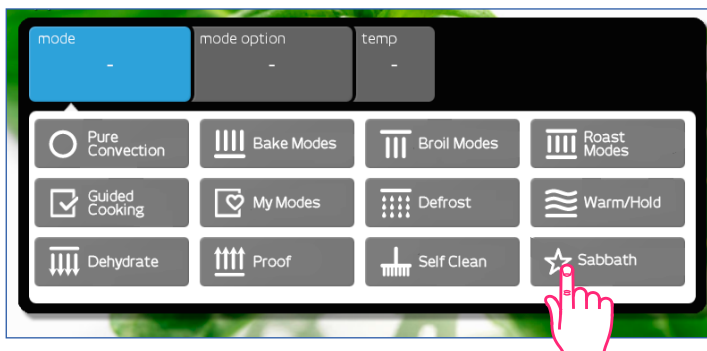 mode mode option temp
- - -
Pure
Convection
Bake Modes
Broil Modes
Roast
Modes
Guided
Cooking
My Modes
Defrost
Warm/Hold
Dehydrate
Proof
Self Clean
Sabbath